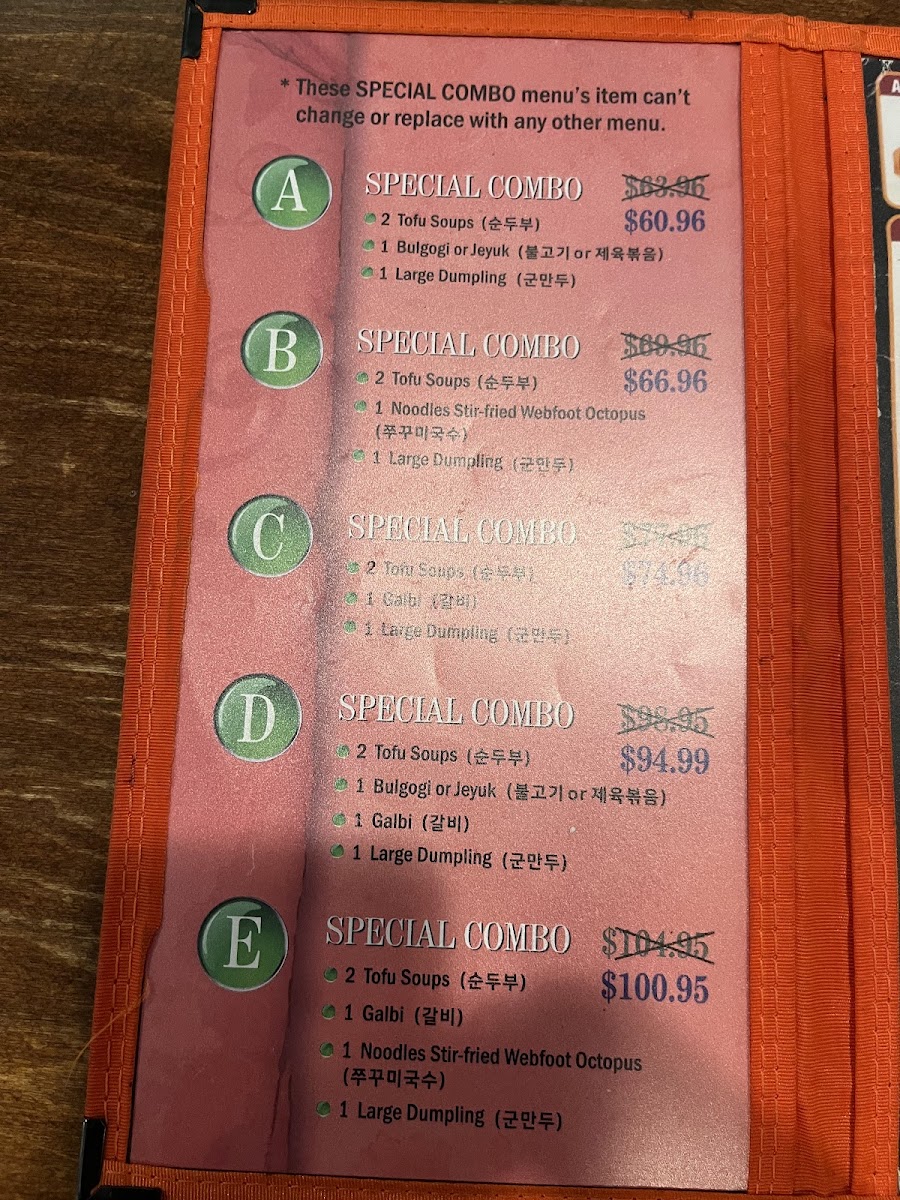 * These SPECIAL COMBO menu's item can't
change or replace with any other menu.
A
SPECIAL COMBO $63.96
2 Tofu Soups (순두부) $60.96
1 Bulgogi or Jeyuk (불고기 or 제육볶음)
1 Large Dumpling (군만두)
B
SPECIAL COMBO $69.96
2 Tofu Soups (순두부) $66.96
1 Noodles Stir-fried Webfoot Octopus
(쭈꾸미국수)
1 Large Dumpling (군만두)
C
SPECIAL COMBO $77.96
2 Tofu Soups (순두부) $74.96
1 Galbi (갈비)
1 Large Dumpling (군만두)
D
SPECIAL COMBO $98.95
2 Tofu Soups (순두부) $94.99
1 Bulgogi or Jeyuk (불고기 or 제육볶음)
1 Galbi (갈비)
1 Large Dumpling (군만두)
E
SPECIAL COMBO $104.95
2 Tofu Soups (순두부) $100.95
1 Galbi (갈비)
1 Noodles Stir-fried Webfoot Octopus
(쭈꾸미국수)
1 Large Dumpling (군만두)